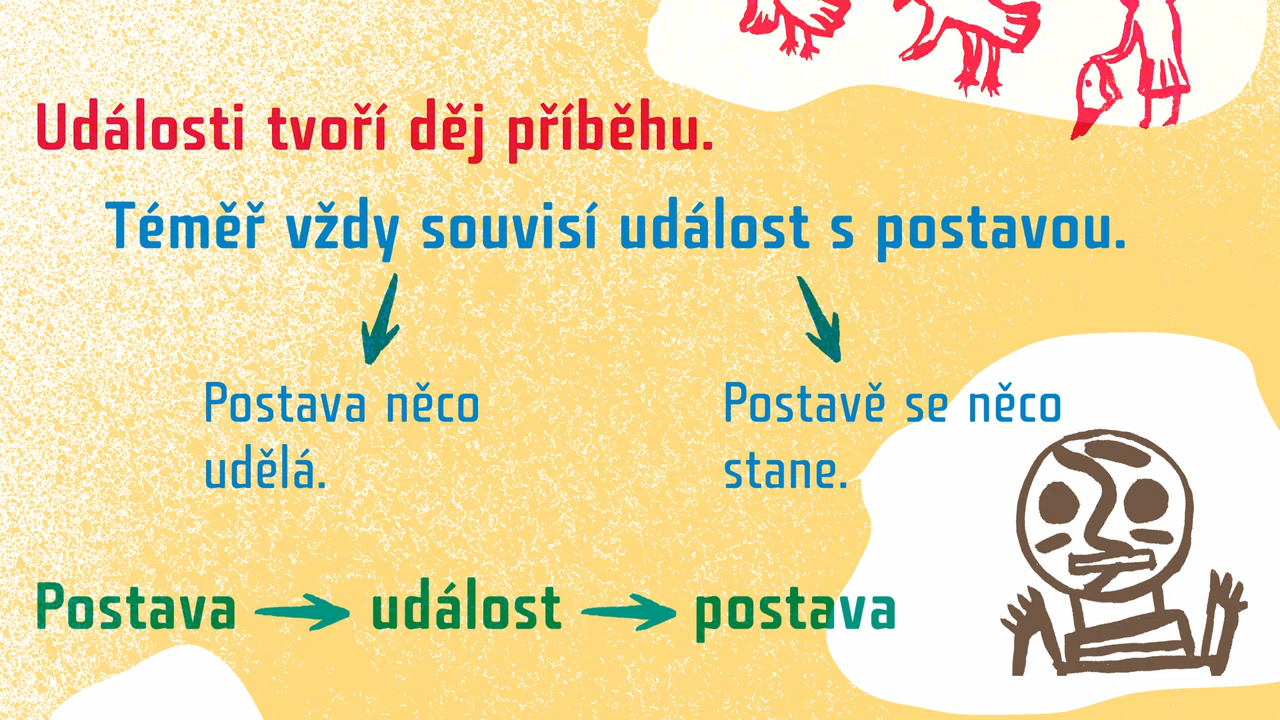 Události tvoří děj příběhu.
Téměř vždy souvisí událost s postavou.
Postava něco
udělá.
Postavě se něco
stane.
Postava → událost → postava